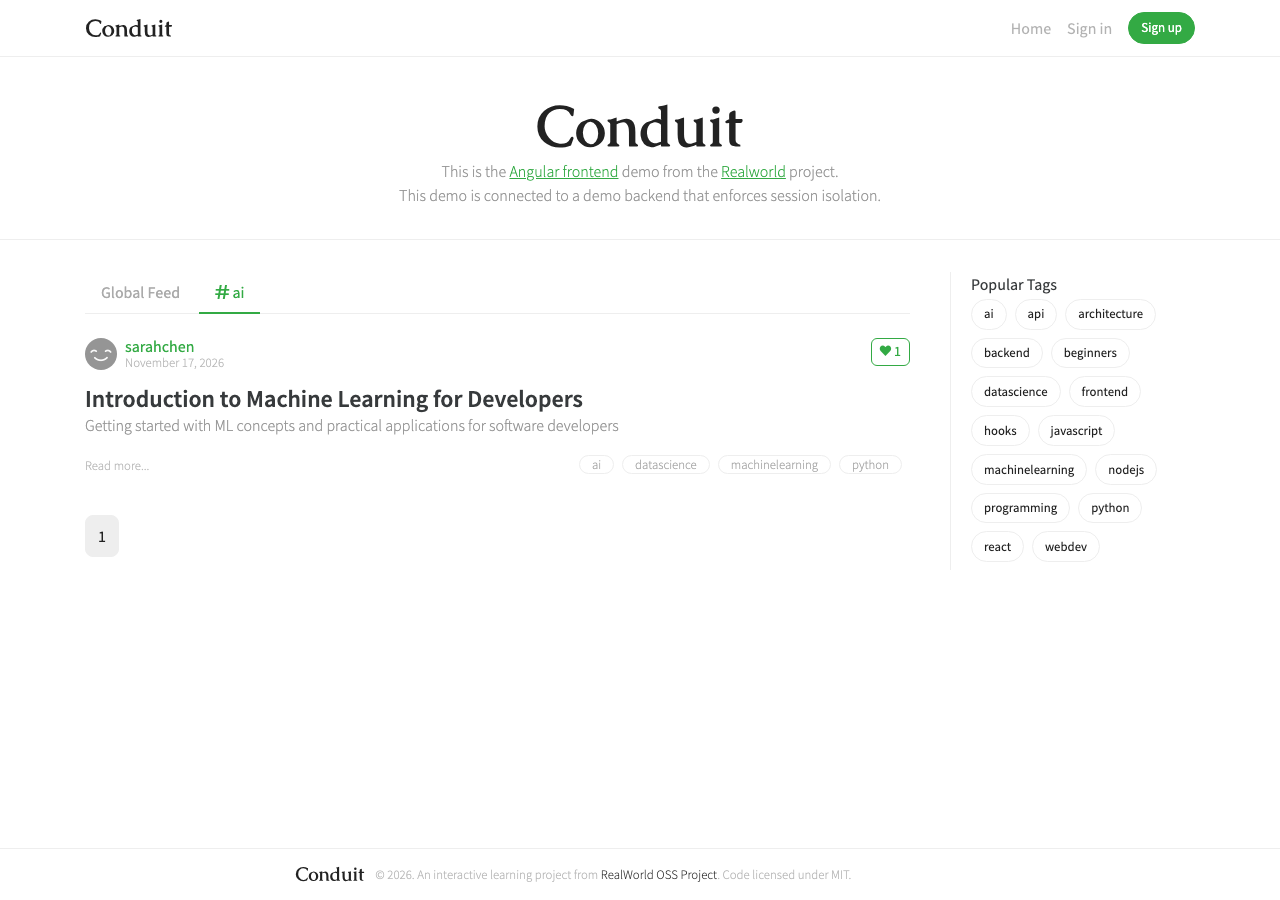 Conduit
Home Sign in Sign up
Conduit
This is the Angular frontend demo from the Realworld project.
This demo is connected to a demo backend that enforces session isolation.
Global Feed # ai
sarahchen
November 17, 2026
1
Introduction to Machine Learning for Developers
Getting started with ML concepts and practical applications for software developers
Read more...
ai datascience machinelearning python
1
Popular Tags
ai api architecture
backend beginners
datascience frontend
hooks javascript
machinelearning nodejs
programming python
react webdev
Conduit © 2026. An interactive learning project from RealWorld OSS Project. Code licensed under MIT.